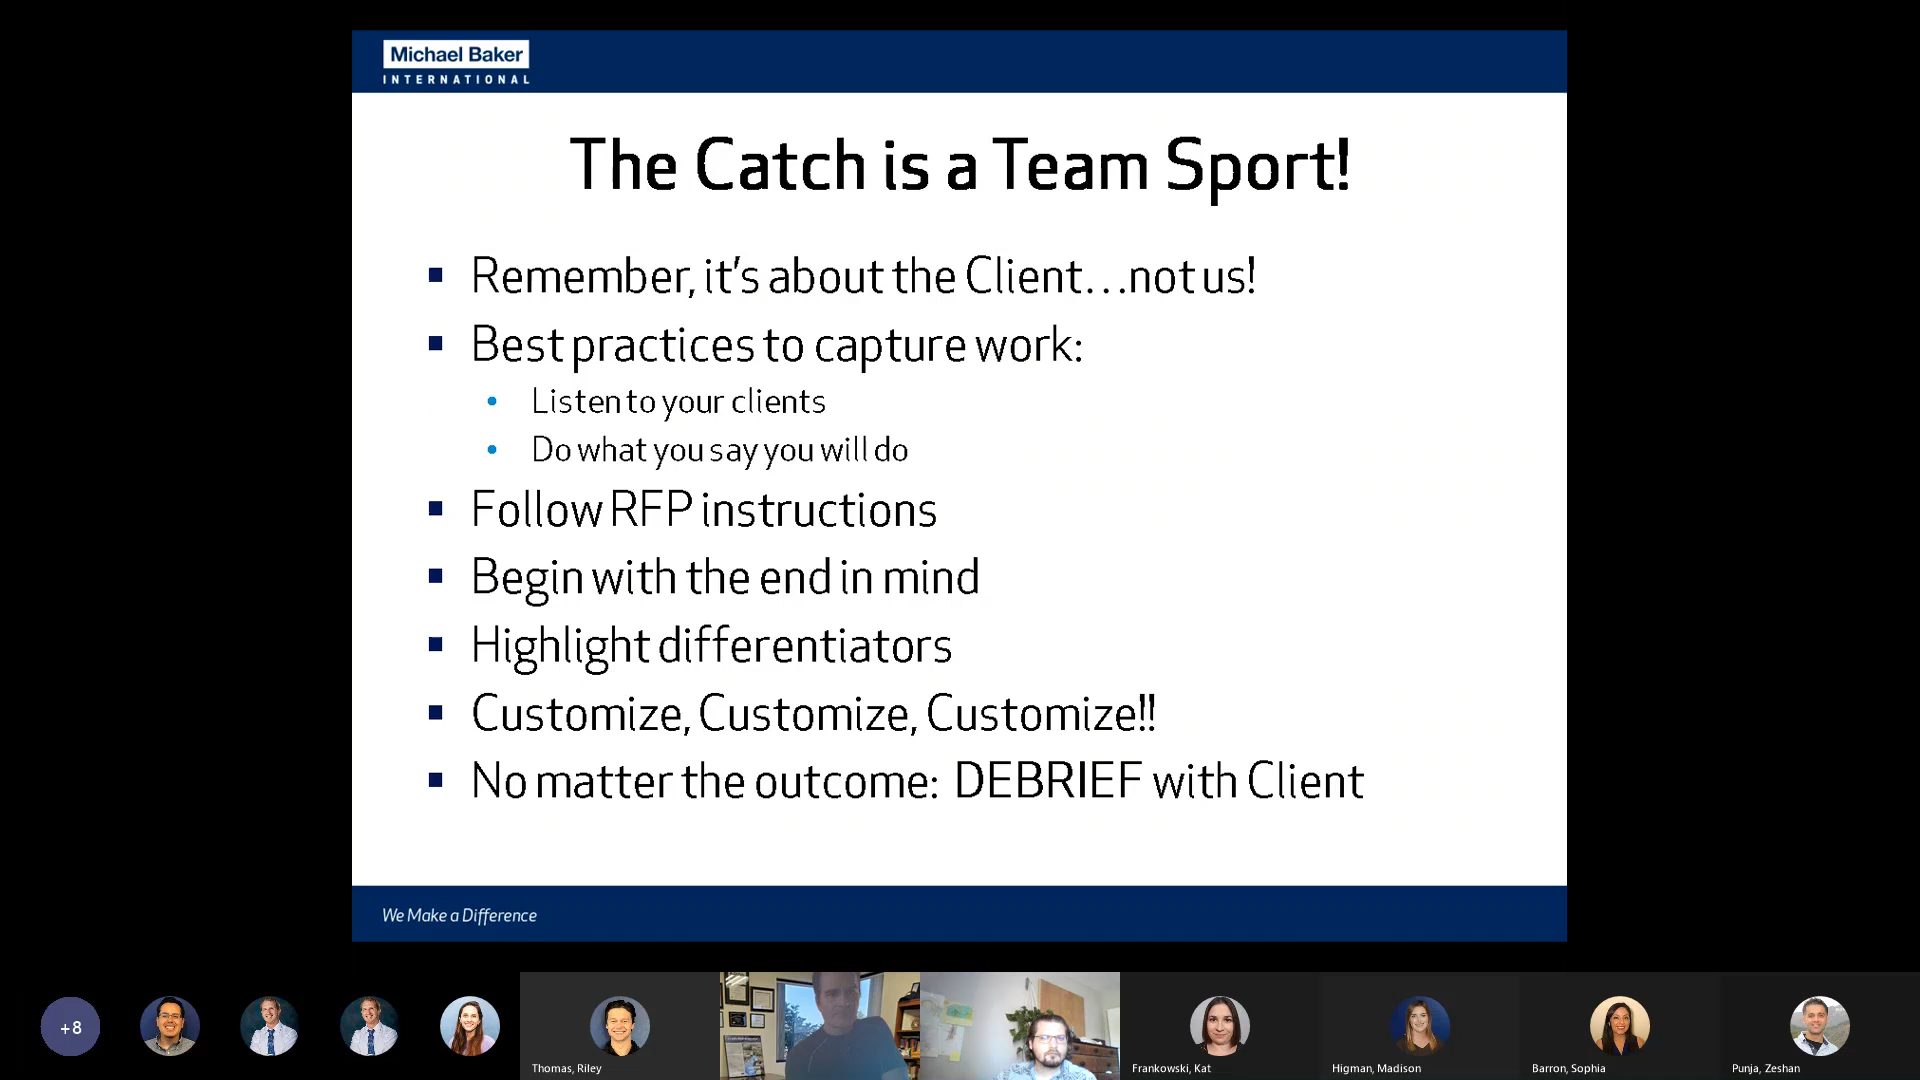 Michael Baker
INTERNATIONAL
The Catch is a Team Sport!
Remember, it's about the Client...not us!
Best practices to capture work:
Listen to your clients
Do what you say you will do
Follow RFP instructions
Begin with the end in mind
Highlight differentiators
Customize, Customize, Customize!!
No matter the outcome: DEBRIEF with Client
We Make a Difference
+8
Thomas, Riley
Frankowski, Kat
Higman, Madison
Barron, Sophia
Punja, Zeshan